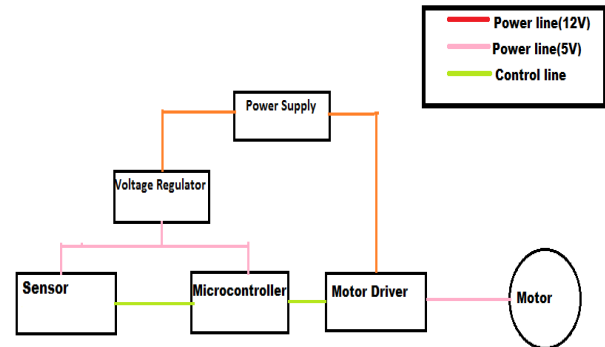 Power line(12V)
Power line(5V)
Control line
Power Supply
Voltage Regulator
Sensor
Microcontroller
Motor Driver
Motor